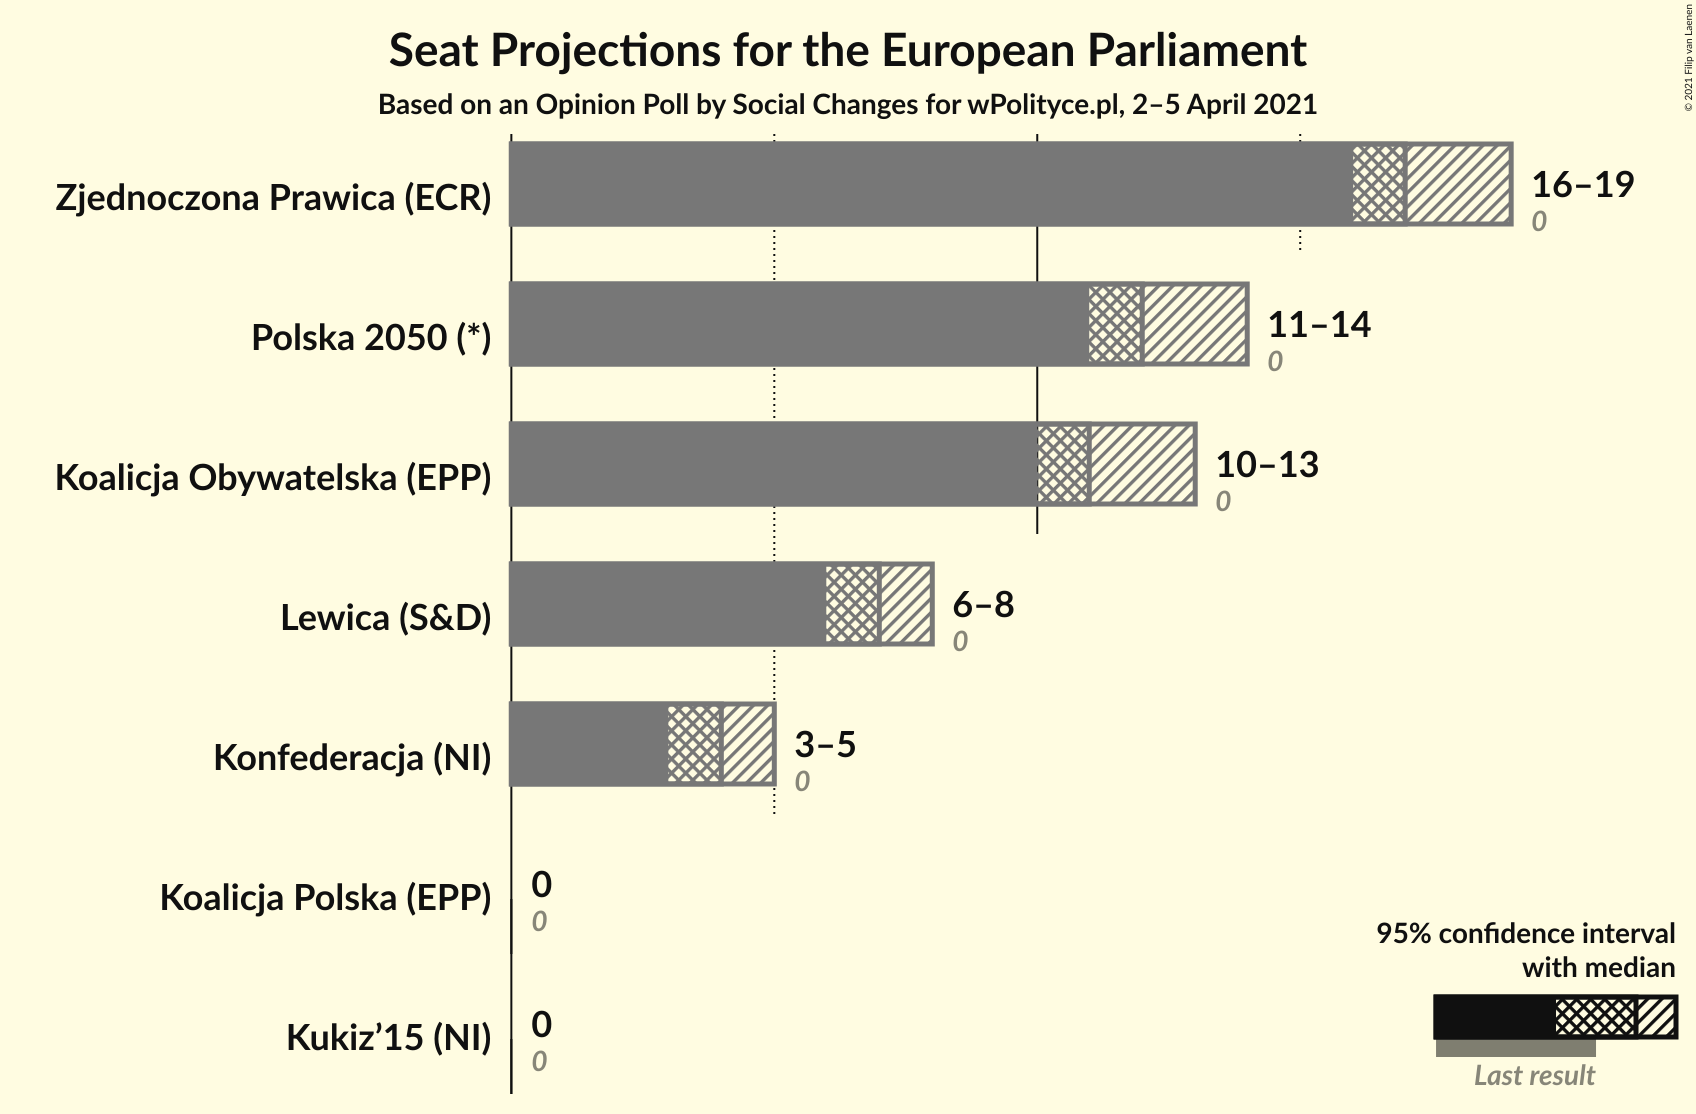 Seat Projections for the European Parliament
Based on an Opinion Poll by Social Changes for wPolityce.pl, 2–5 April 2021
© 2021 Filip van Laenen
Zjednoczona Prawica (ECR)
16–19
0
Polska 2050 (*)
11–14
0
Koalicja Obywatelska (EPP)
10–13
0
Lewica (S&D)
6–8
0
Konfederacja (NI)
3–5
0
Koalicja Polska (EPP)
0
0
Kukiz’15 (NI)
0
0
95% confidence interval
with median
Last result